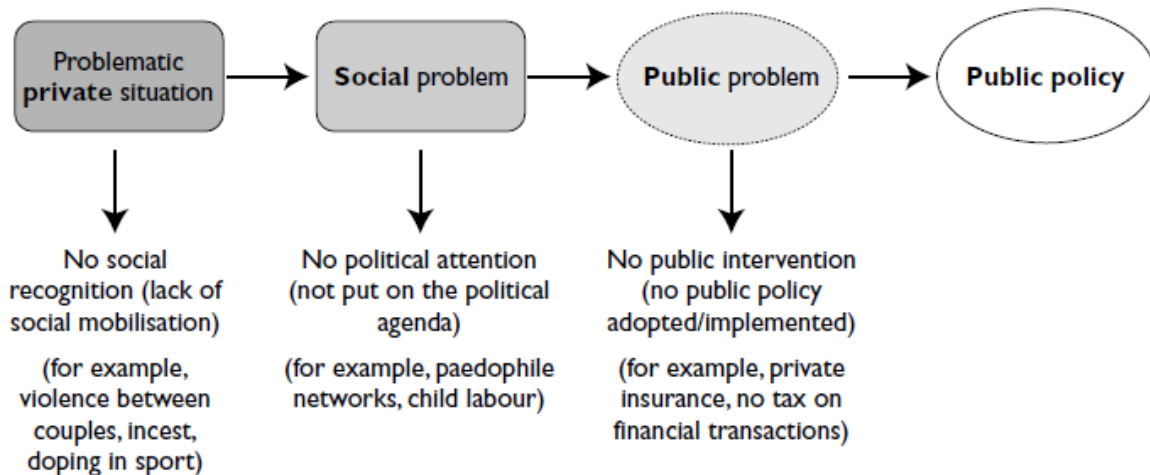 Problematic
private situation
Social problem
Public problem
Public policy
No social
recognition (lack of
social mobilisation)
(for example,
violence between
couples, incest,
doping in sport)
No political attention
(not put on the political
agenda)
(for example, paedophile
networks, child labour)
No public intervention
(no public policy
adopted/implemented)
(for example, private
insurance, no tax on
financial transactions)